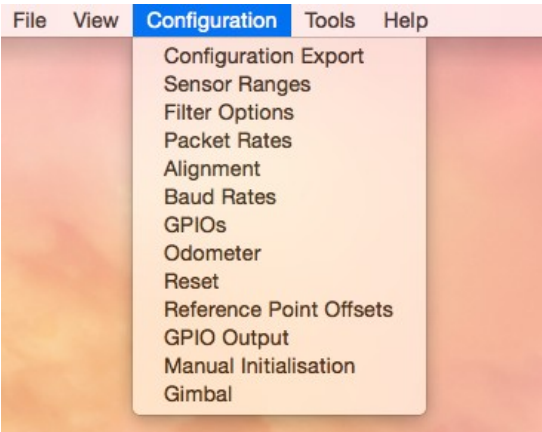 File View Configuration Tools Help
Configuration Export
Sensor Ranges
Filter Options
Packet Rates
Alignment
Baud Rates
GPIOs
Odometer
Reset
Reference Point Offsets
GPIO Output
Manual Initialisation
Gimbal